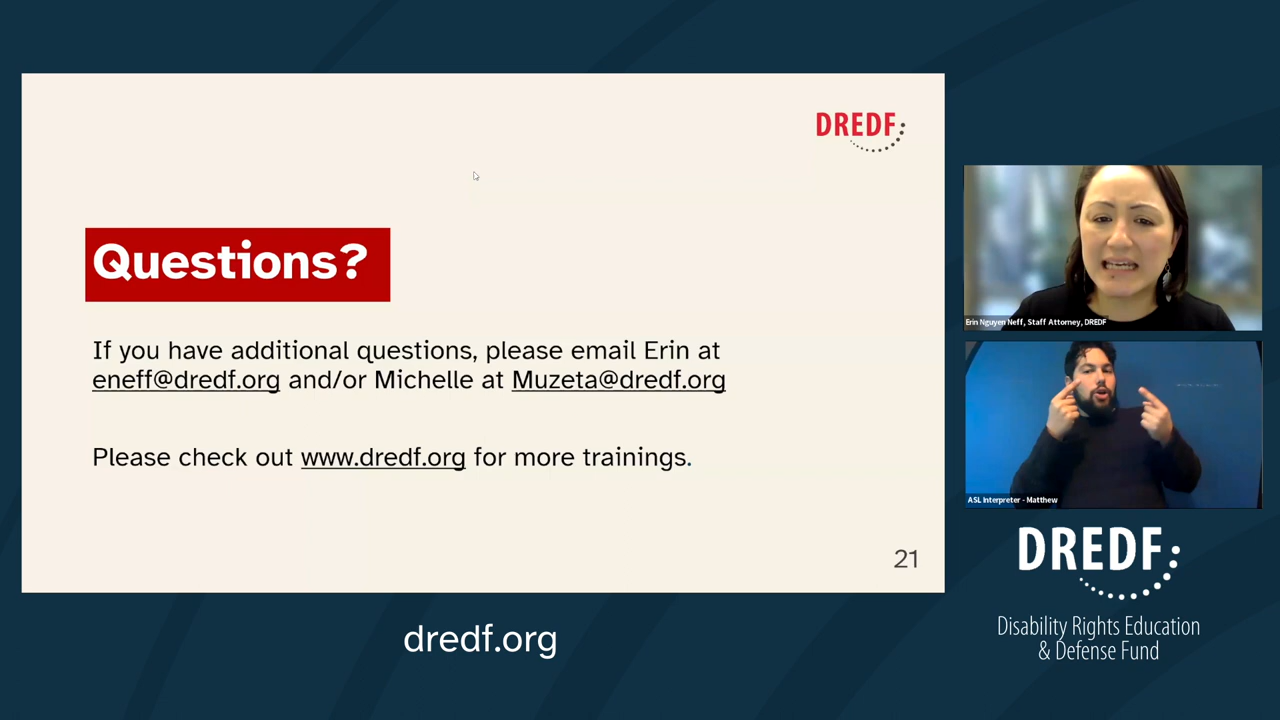 DREDF
Questions?
If you have additional questions, please email Erin at
eneff@dredf.org and/or Michelle at Muzeta@dredf.org
Please check out www.dredf.org for more trainings.
21
dredf.org
Erin Nguyen Neff, Staff Attorney, DREDF
ASL Interpreter - Matthew
DREDF
Disability Rights Education
& Defense Fund